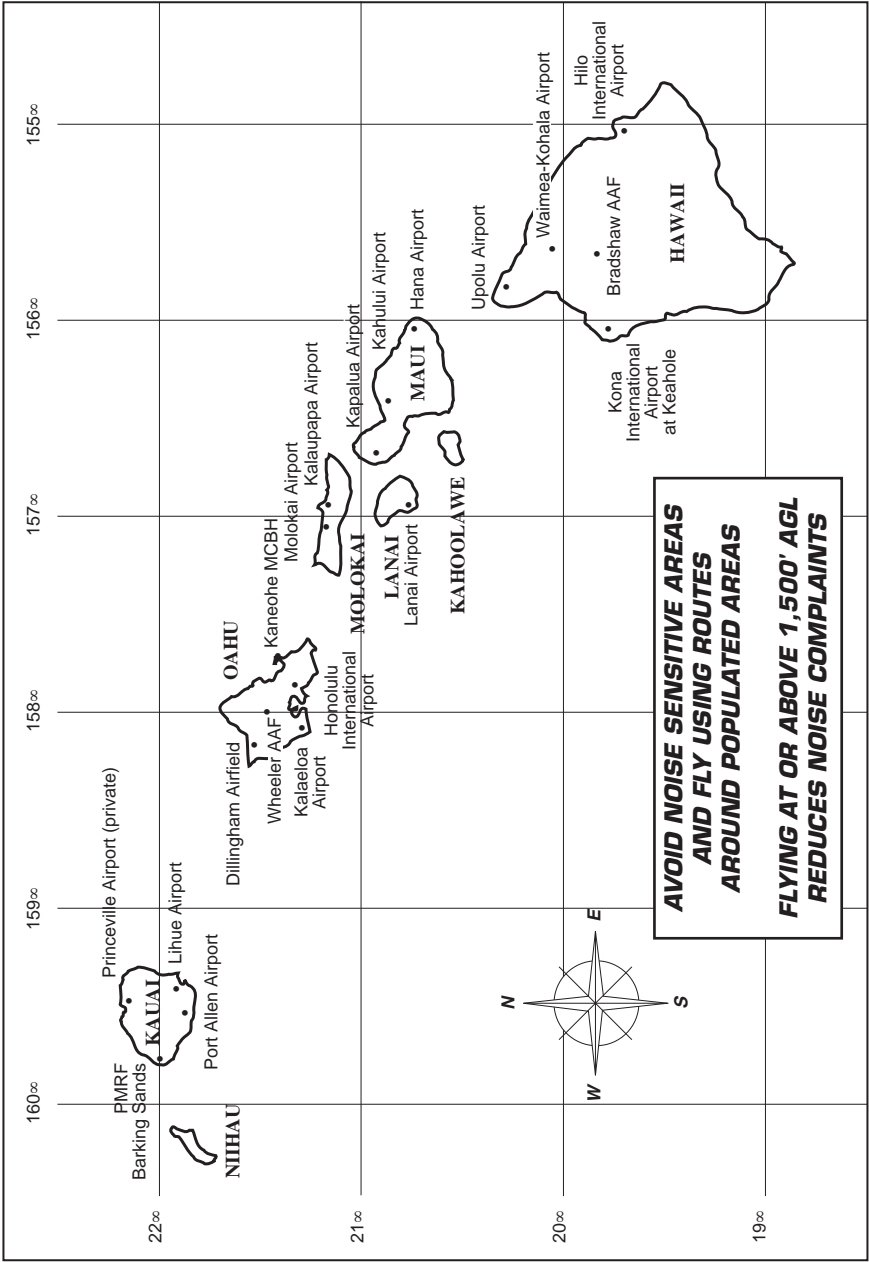 160∞
159∞
158∞
157∞
156∞
155∞
22∞
21∞
20∞
19∞
PMRF
Barking Sands
Princeville Airport (private)
Lihue Airport
Port Allen Airport
KAUAI
NIIHAU
Dillingham Airfield
Wheeler AAF
Kalaeloa
Airport
OAHU
Kaneohe MCBH
Honolulu
International
Airport
Molokai Airport
Kalaupapa Airport
MOLOKAI
LANAI
Lanai Airport
KAHOOLAWE
Kapalua Airport
Kahului Airport
Hana Airport
MAUI
Upolu Airport
Waimea-Kohala Airport
Hilo
International
Airport
Bradshaw AAF
HAWAII
Kona
International
Airport
at Keahole
N
E
S
W
AVOID NOISE SENSITIVE AREAS
AND FLY USING ROUTES
AROUND POPULATED AREAS
FLYING AT OR ABOVE 1,500' AGL
REDUCES NOISE COMPLAINTS